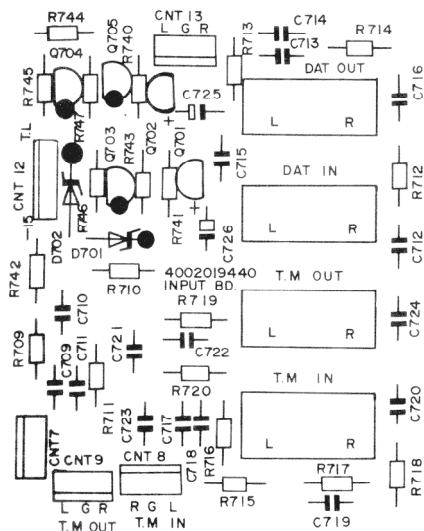 R744
Q705
R740
CNT 13
L G R
R713
C714
C713
R714
Q704
R745
R747
C725
+
DAT OUT
C716
L R
T.L
CNT 12
-15
Q703
R743
Q702
Q701
C715
DAT IN
R712
R746
R741
+
C726
L R
C712
D702
D701
R742
R710
4002019440
INPUT BD.
T.M OUT
C710
R719
C724
L R
R709
C709
C711
C721
C722
T.M IN
R711
R720
C720
C723
C717
C718
R716
L R
CNT7
CNT9
CNT 8
R717
R718
L G R
R G L
R715
C719
T.M OUT
T.M IN